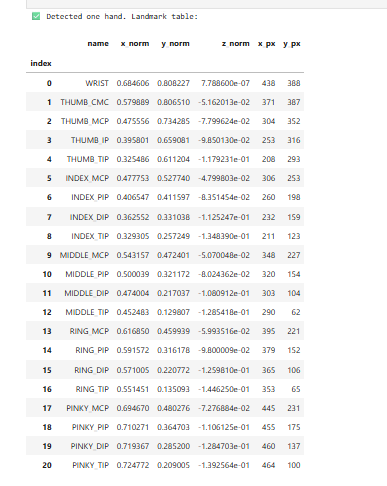 ✅ Detected one hand. Landmark table:
name x_norm y_norm z_norm x_px y_px
index
0 WRIST 0.684606 0.808227 7.788600e-07 438 388
1 THUMB_CMC 0.579889 0.806510 -5.162013e-02 371 387
2 THUMB_MCP 0.475556 0.734285 -7.799624e-02 304 352
3 THUMB_IP 0.395801 0.659081 -9.850130e-02 253 316
4 THUMB_TIP 0.325486 0.611204 -1.179231e-01 208 293
5 INDEX_MCP 0.477753 0.527740 -4.799803e-02 306 253
6 INDEX_PIP 0.406547 0.411597 -8.351454e-02 260 198
7 INDEX_DIP 0.362552 0.331038 -1.125247e-01 232 159
8 INDEX_TIP 0.329305 0.257249 -1.348390e-01 211 123
9 MIDDLE_MCP 0.543157 0.472401 -5.070048e-02 348 227
10 MIDDLE_PIP 0.500039 0.321172 -8.024362e-02 320 154
11 MIDDLE_DIP 0.474004 0.217037 -1.080912e-01 303 104
12 MIDDLE_TIP 0.452483 0.129807 -1.285418e-01 290 62
13 RING_MCP 0.616850 0.459939 -5.993516e-02 395 221
14 RING_PIP 0.591572 0.316178 -9.800009e-02 379 152
15 RING_DIP 0.571005 0.220772 -1.259810e-01 365 106
16 RING_TIP 0.551451 0.135093 -1.446250e-01 353 65
17 PINKY_MCP 0.694670 0.480276 -7.276884e-02 445 231
18 PINKY_PIP 0.710271 0.364703 -1.106125e-01 455 175
19 PINKY_DIP 0.719367 0.285200 -1.284703e-01 460 137
20 PINKY_TIP 0.724772 0.209005 -1.392564e-01 464 100